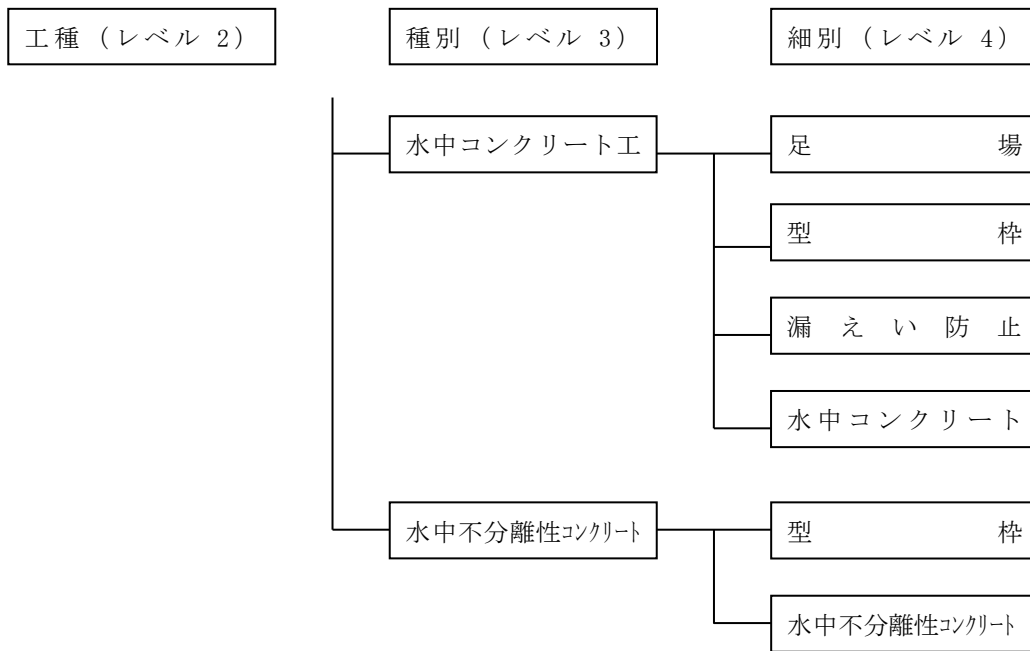 工種（レベル 2）
種別（レベル 3）
細別（レベル 4）
水中コンクリート工
足場
型枠
漏えい防止
水中コンクリート
水中不分離性ｺﾝｸﾘｰﾄ
型枠
水中不分離性ｺﾝｸﾘｰﾄ